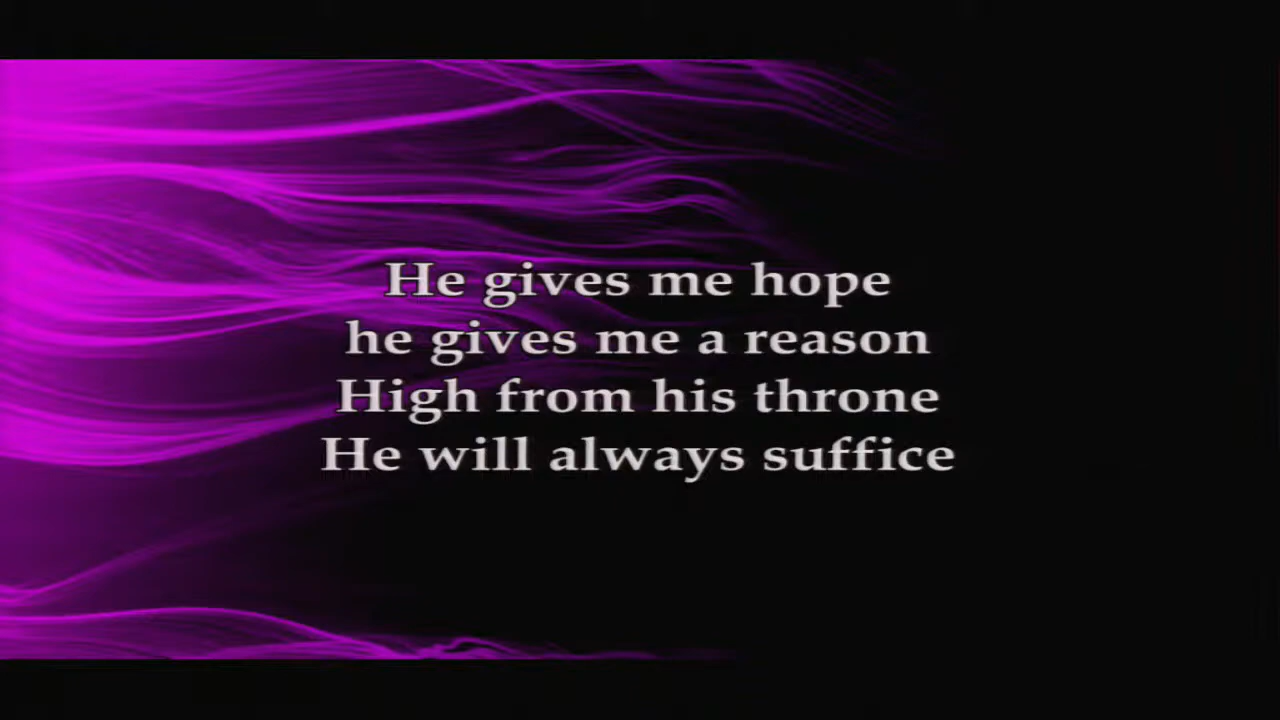 He gives me hope
he gives me a reason
High from his throne
He will always suffice